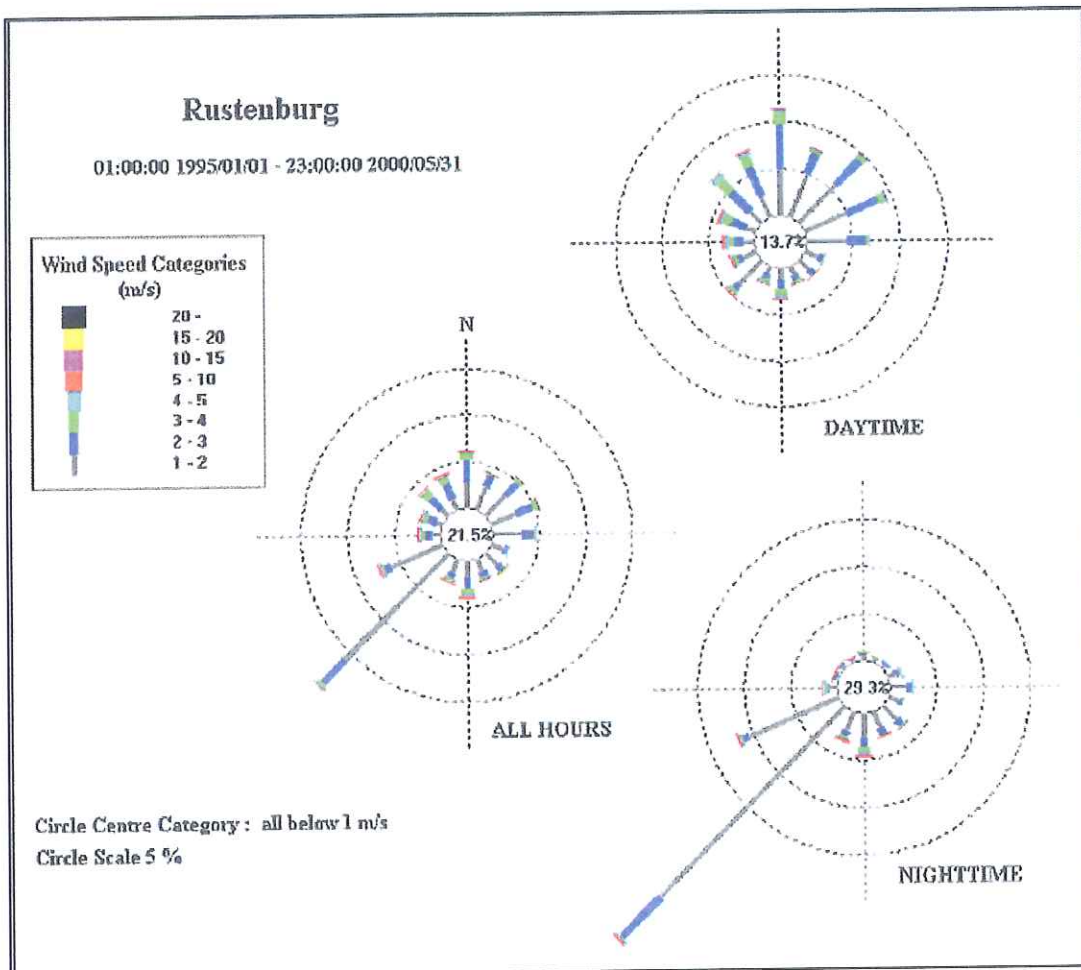 Rustenburg
01:00:00 1995/01/01 - 23:00:00 2000/05/31
Wind Speed Categories
(m/s)
20 -
15 - 20
10 - 15
5 - 10
4 - 5
3 - 4
2 - 3
1 - 2
13.7%
DAYTIME
N
21.5%
ALL HOURS
29.3%
NIGHTTIME
Circle Centre Category : all below 1 m/s
Circle Scale 5 %